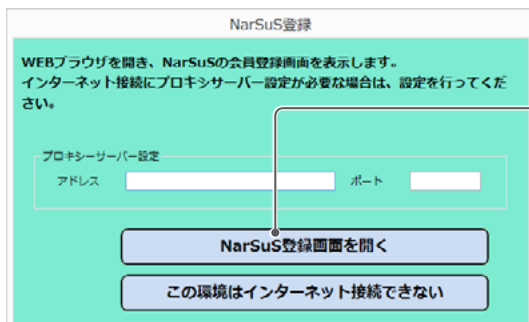 NarSuS登録
WEBブラウザを開き、NarSuSの会員登録画面を表示します。
インターネット接続にプロキシサーバー設定が必要な場合は、設定を行ってくだ
さい。
プロキシーサーバー設定
アドレス ポート
NarSuS登録画面を開く
この環境はインターネット接続できない